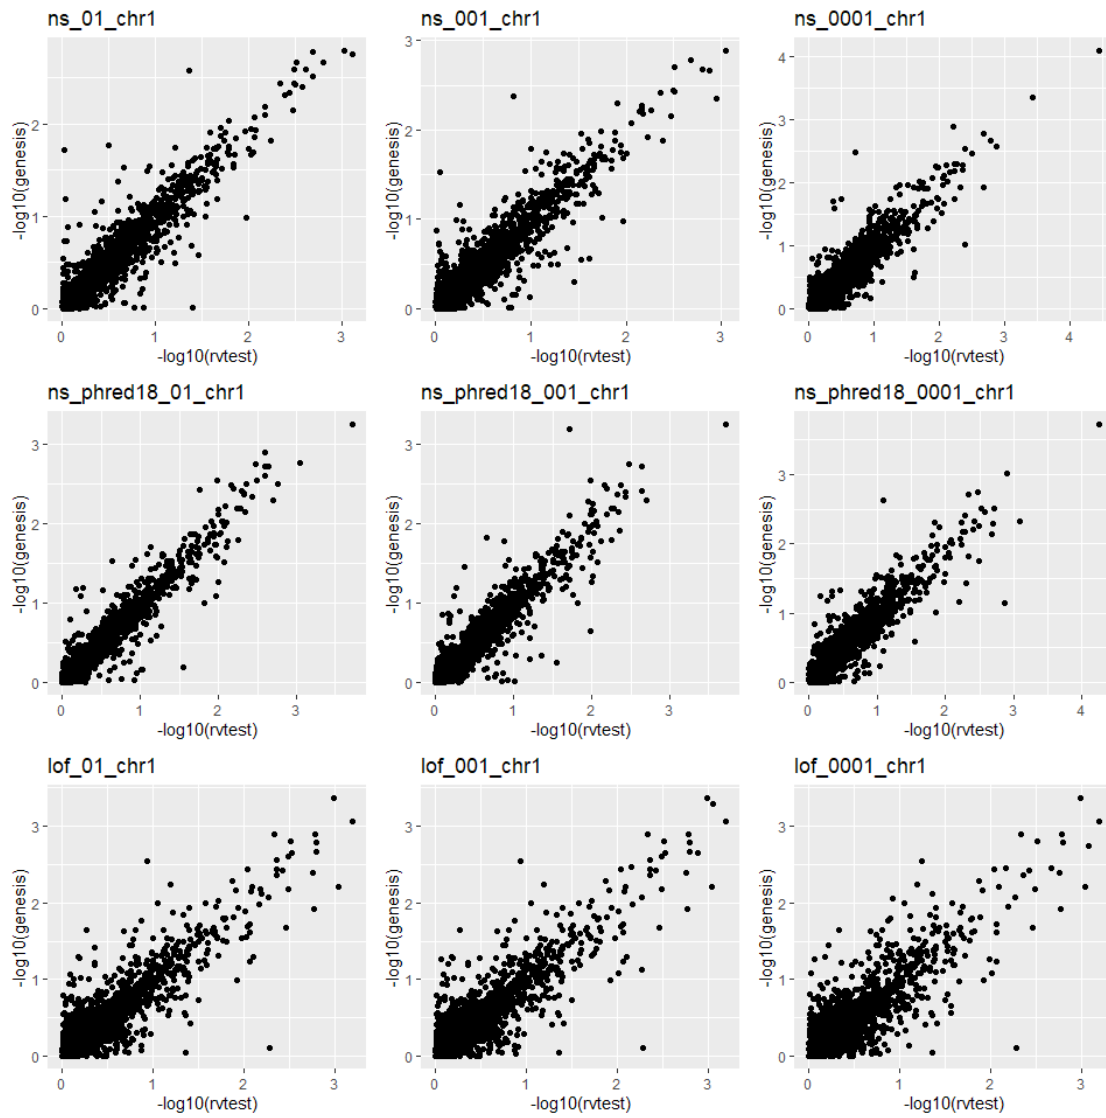 ns_01_chr1
-log10(genesis)
2
1
0
0
1
2
3
-log10(rvtest)
ns_001_chr1
-log10(genesis)
3
2
1
0
0
1
2
3
-log10(rvtest)
ns_0001_chr1
-log10(genesis)
4
3
2
1
0
0
1
2
3
4
-log10(rvtest)
ns_phred18_01_chr1
-log10(genesis)
3
2
1
0
0
1
2
3
-log10(rvtest)
ns_phred18_001_chr1
-log10(genesis)
3
2
1
0
0
1
2
3
-log10(rvtest)
ns_phred18_0001_chr1
-log10(genesis)
3
2
1
0
0
1
2
3
4
-log10(rvtest)
lof_01_chr1
-log10(genesis)
3
2
1
0
0
1
2
3
-log10(rvtest)
lof_001_chr1
-log10(genesis)
3
2
1
0
0
1
2
3
-log10(rvtest)
lof_0001_chr1
-log10(genesis)
3
2
1
0
0
1
2
3
-log10(rvtest)